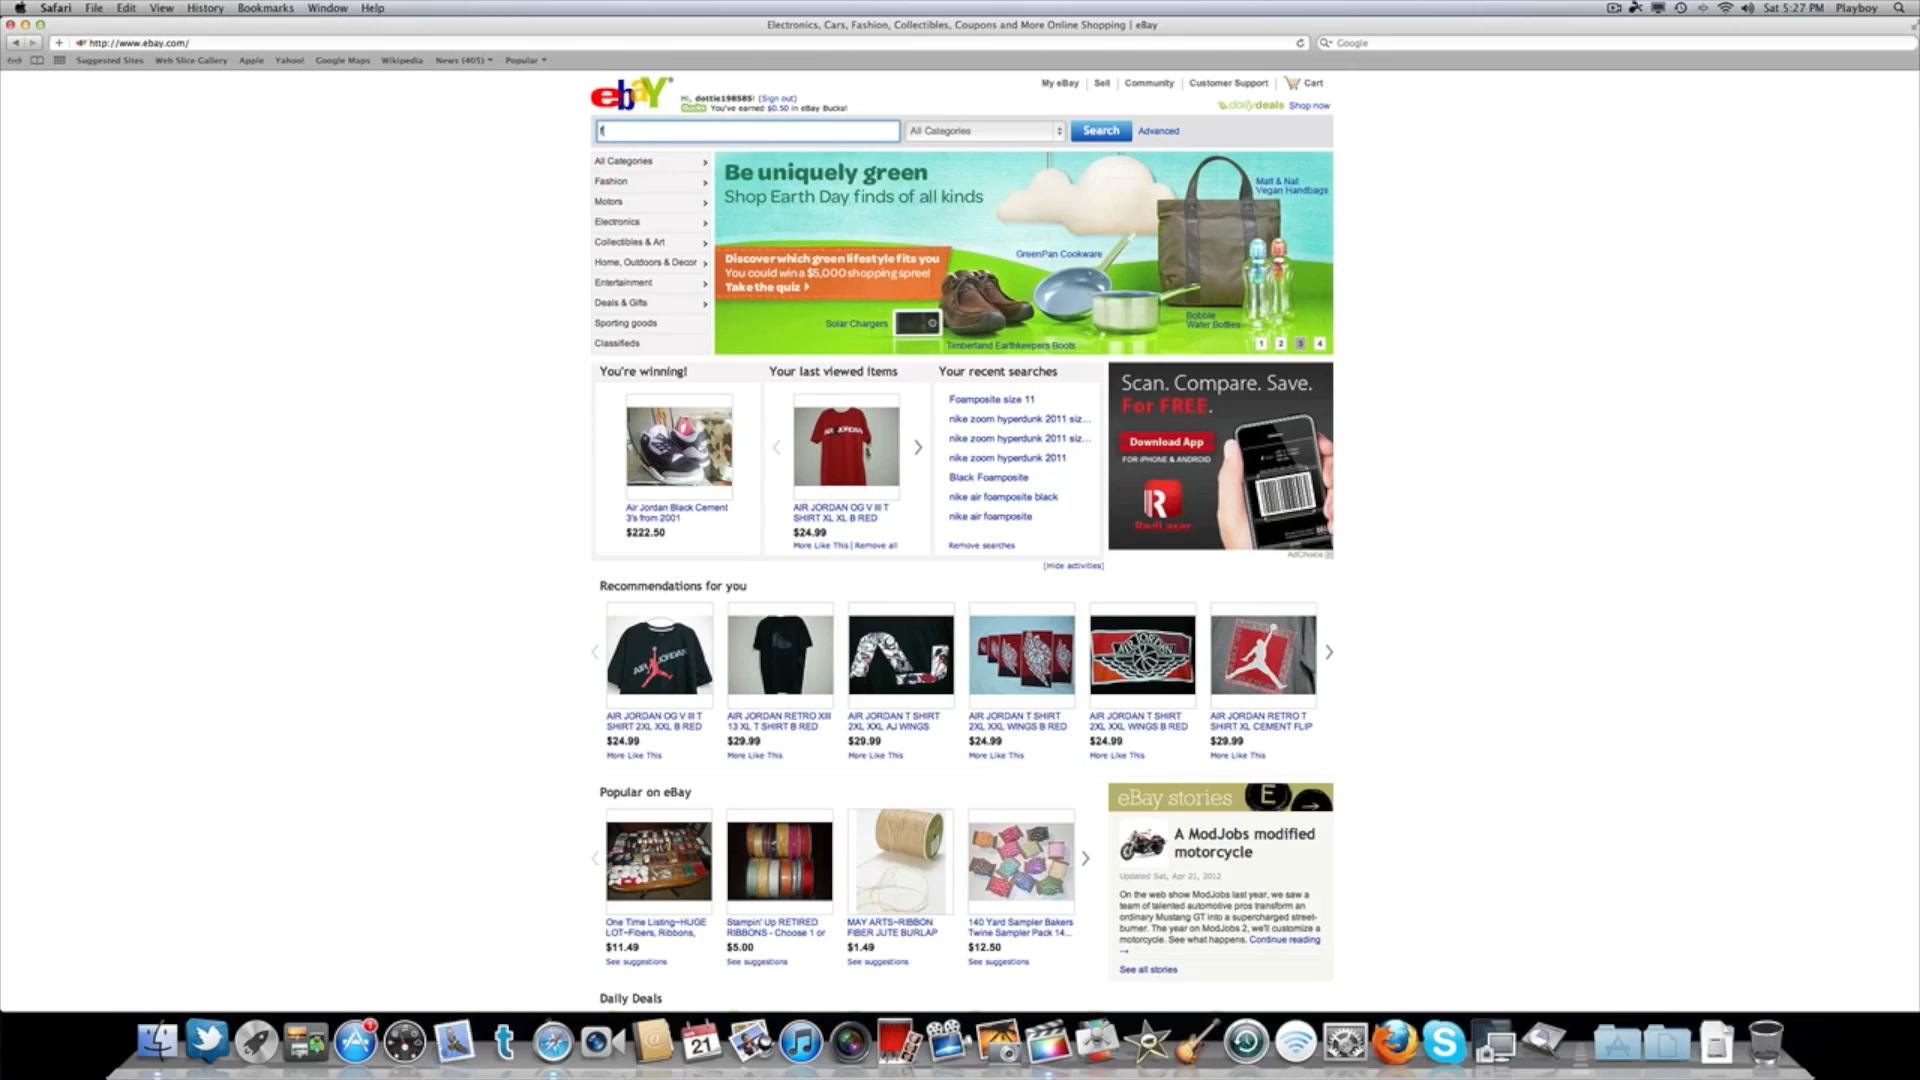 Safari File Edit View History Bookmarks Window Help
Sat 5:27 PM Playboy
Electronics, Cars, Fashion, Collectibles, Coupons and More Online Shopping | eBay
http://www.ebay.com/
Google
Suggested Sites Web Slice Gallery Apple Yahoo! Google Maps Wikipedia News (405) Popular
ebaY
Hi, dottie198585! (Sign out)
Bucks You've earned $0.50 in eBay Bucks!
My eBay | Sell | Community | Customer Support | Cart
dailydeals Shop now
f
All Categories
Search
Advanced
All Categories
Fashion
Motors
Electronics
Collectibles & Art
Home, Outdoors & Decor
Entertainment
Deals & Gifts
Sporting goods
Classifieds
Be uniquely green
Shop Earth Day finds of all kinds
Discover which green lifestyle fits you
You could win a $5,000 shopping spree!
Take the quiz
Matt & Nat
Vegan Handbags
GreenPan Cookware
Solar Chargers
Timberland Earthkeepers Boots
Bobble
Water Bottles
1 2 3 4
You're winning!
Air Jordan Black Cement
3's from 2001
$222.50
Your last viewed items
AIR JORDAN
AIR JORDAN OG V III T
SHIRT XL XL B RED
$24.99
More Like This | Remove all
Your recent searches
Foamposite size 11
nike zoom hyperdunk 2011 siz...
nike zoom hyperdunk 2011 siz...
nike zoom hyperdunk 2011
Black Foamposite
nike air foamposite black
nike air foamposite
Remove searches
[Hide activities]
Scan. Compare. Save.
For FREE.
Download App
FOR IPHONE & ANDROID
RedLaser
AdChoice
Recommendations for you
AIR JORDAN
AIR JORDAN OG V III T
SHIRT 2XL XXL B RED
$24.99
More Like This
AIR JORDAN RETRO XIII
13 XL T SHIRT B RED
$29.99
More Like This
AIR JORDAN T SHIRT
2XL XXL AJ WINGS
$29.99
More Like This
AIR JORDAN T SHIRT
2XL XXL WINGS B RED
$24.99
More Like This
AIR JORDAN
AIR JORDAN T SHIRT
2XL XXL WINGS B RED
$24.99
More Like This
AIR JORDAN RETRO T
SHIRT XL CEMENT FLIP
$29.99
More Like This
Popular on eBay
One Time Listing~HUGE
LOT~Fibers, Ribbons,
$11.49
See suggestions
Stampin' Up RETIRED
RIBBONS - Choose 1 or
$5.00
See suggestions
MAY ARTS~RIBBON
FIBER JUTE BURLAP
$1.49
See suggestions
140 Yard Sampler Bakers
Twine Sampler Pack 14...
$12.50
See suggestions
eBay stories
E
A ModJobs modified
motorcycle
Updated Sat, Apr 21, 2012
On the web show ModJobs last year, we saw a
team of talented automotive pros transform an
ordinary Mustang GT into a supercharged street-
burner. The year on ModJobs 2, we'll customize a
motorcycle. See what happens. Continue reading
→
See all stories
Daily Deals
1
21